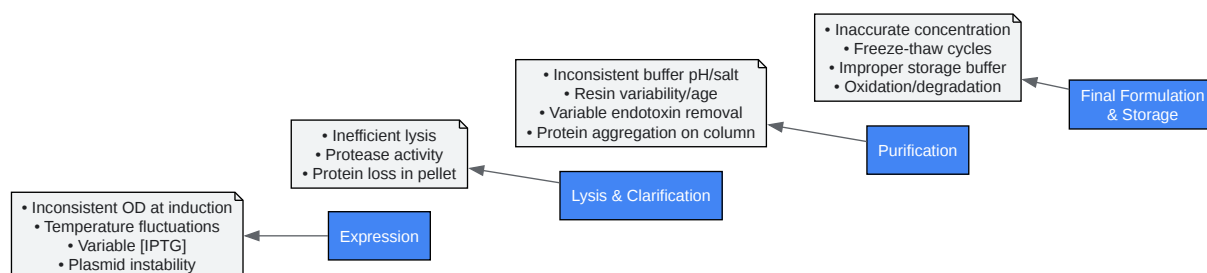 • Inaccurate concentration
• Freeze-thaw cycles
• Improper storage buffer
• Oxidation/degradation
Final Formulation
& Storage
• Inconsistent buffer pH/salt
• Resin variability/age
• Variable endotoxin removal
• Protein aggregation on column
Purification
• Inefficient lysis
• Protease activity
• Protein loss in pellet
Lysis & Clarification
• Inconsistent OD at induction
• Temperature fluctuations
• Variable [IPTG]
• Plasmid instability
Expression